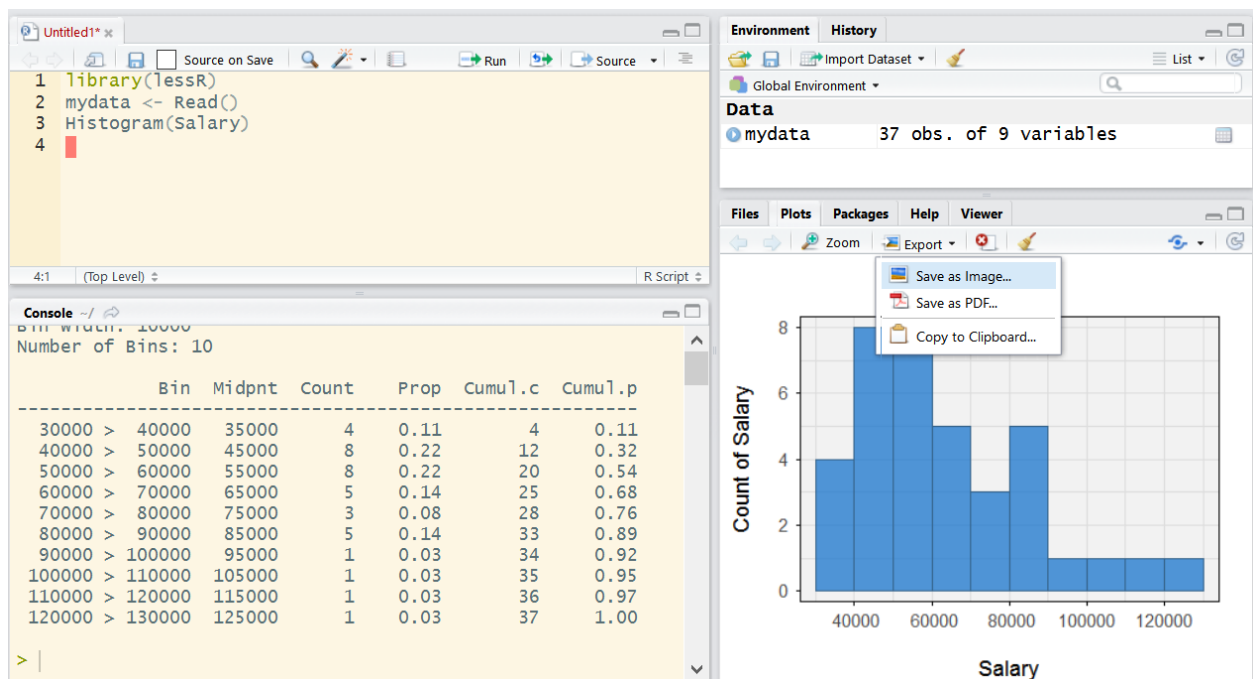 Untitled1*
Source on Save Run Source
1 library(lessR)
2 mydata <- Read()
3 Histogram(Salary)
4
4:1 (Top Level) R Script
Console ~/
Bin Width: 10000
Number of Bins: 10
Bin Midpnt Count Prop Cumul.c Cumul.p
---------------------------------------------------------
30000 > 40000 35000 4 0.11 4 0.11
40000 > 50000 45000 8 0.22 12 0.32
50000 > 60000 55000 8 0.22 20 0.54
60000 > 70000 65000 5 0.14 25 0.68
70000 > 80000 75000 3 0.08 28 0.76
80000 > 90000 85000 5 0.14 33 0.89
90000 > 100000 95000 1 0.03 34 0.92
100000 > 110000 105000 1 0.03 35 0.95
110000 > 120000 115000 1 0.03 36 0.97
120000 > 130000 125000 1 0.03 37 1.00
>
Environment History
Import Dataset List
Global Environment
Data
mydata 37 obs. of 9 variables
Files Plots Packages Help Viewer
Zoom Export
Save as Image...
Save as PDF...
Copy to Clipboard...
Count of Salary
8
6
4
2
0
40000 60000 80000 100000 120000
Salary